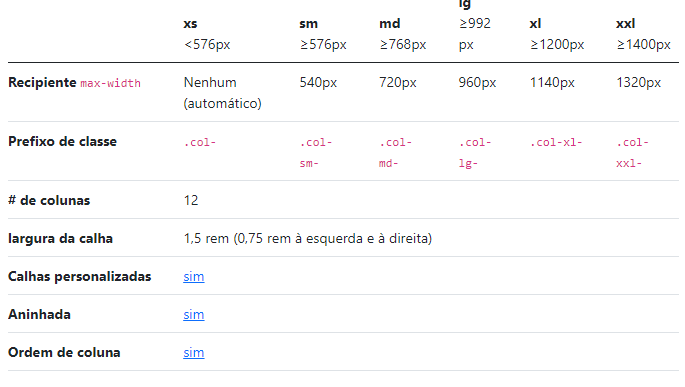 lg
xs sm md ≥992 xl xxl
<576px ≥576px ≥768px px ≥1200px ≥1400px
Recipiente max-width Nenhum 540px 720px 960px 1140px 1320px
(automático)
Prefixo de classe .col- .col- .col- .col- .col-xl- .col-
sm- md- lg- xxl-
# de colunas 12
largura da calha 1,5 rem (0,75 rem à esquerda e à direita)
Calhas personalizadas sim
Aninhada sim
Ordem de coluna sim